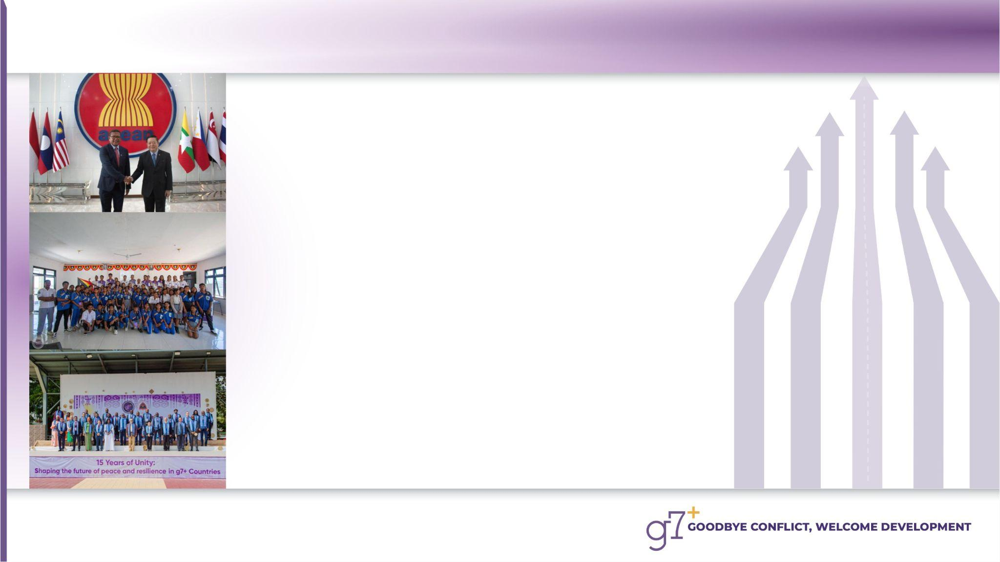 asean
g7+
15 Years of Unity:
Shaping the future of peace and resilience in g7+ Countries
g7+
GOODBYE CONFLICT, WELCOME DEVELOPMENT